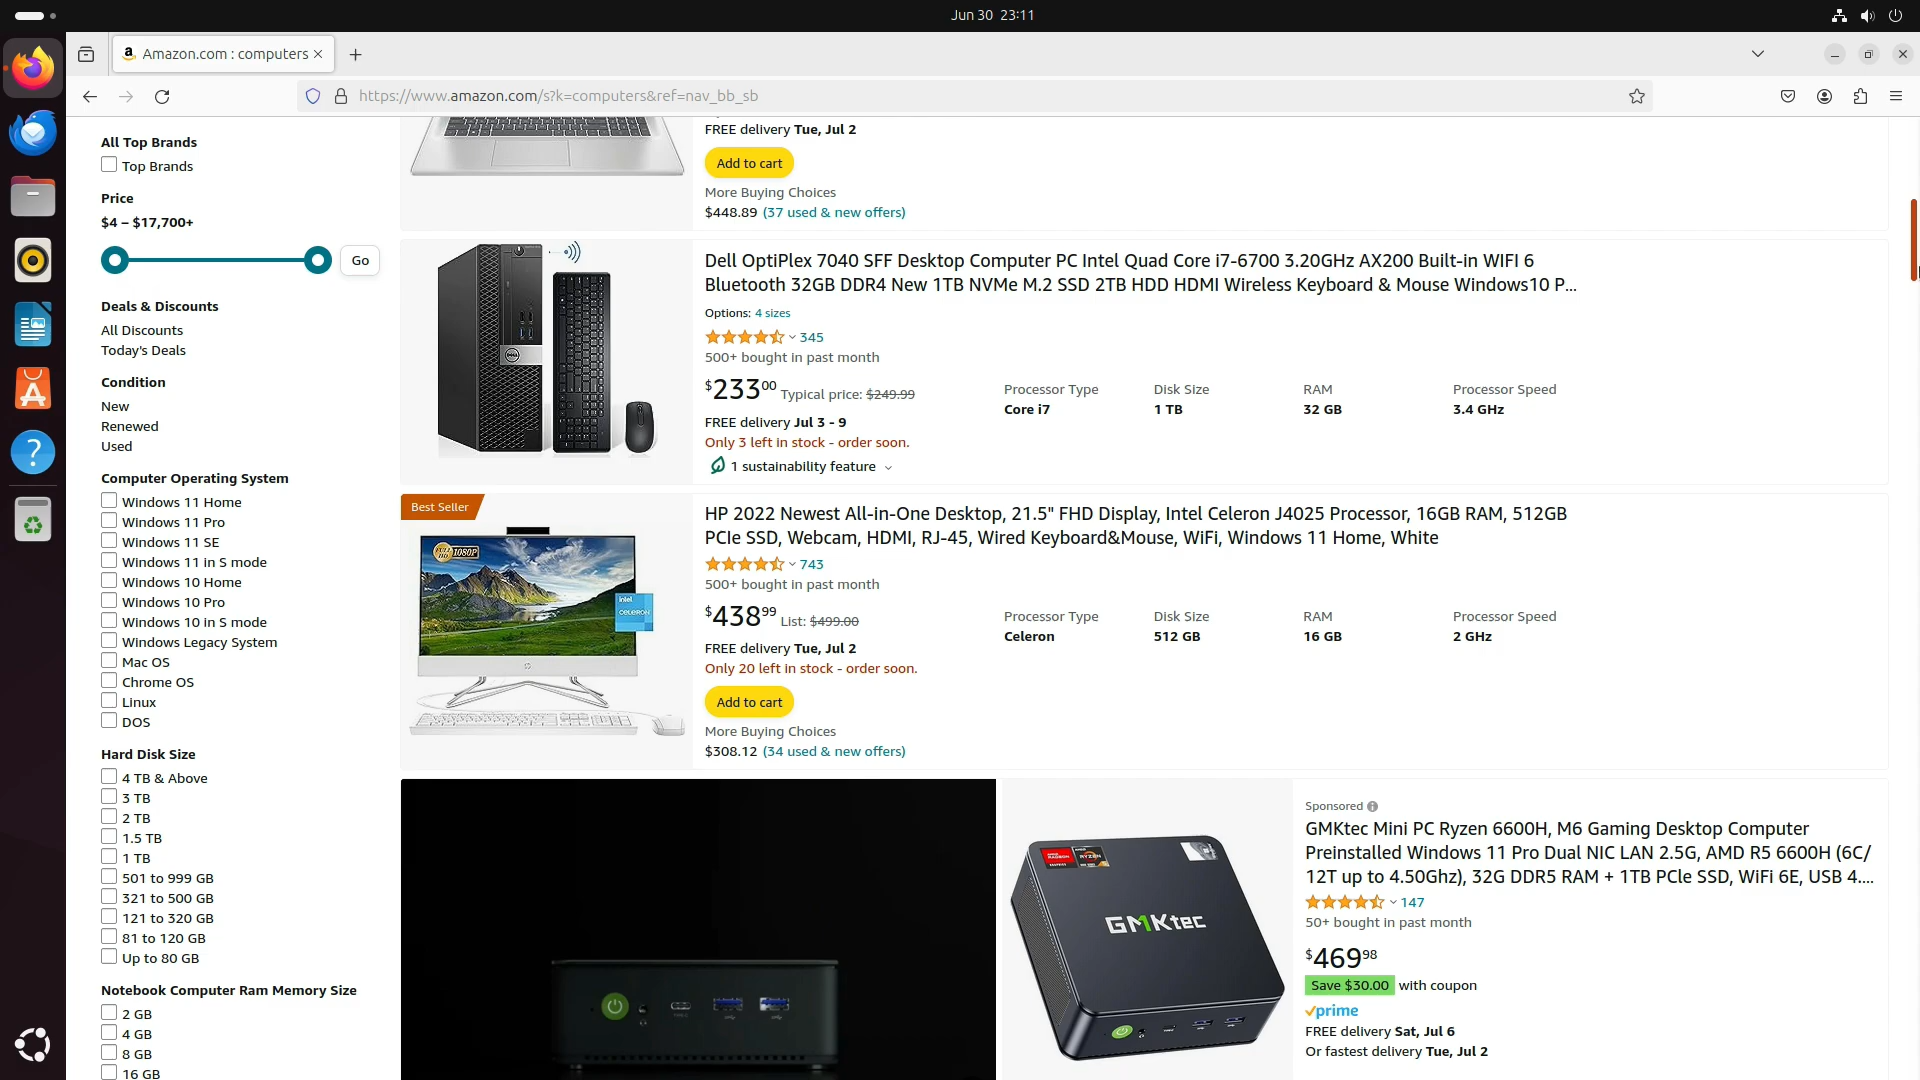 Jun 30 23:11
Amazon.com : computers
https://www.amazon.com/s?k=computers&ref=nav_bb_sb
All Top Brands
Top Brands
Price
$4 – $17,700+
Go
Deals & Discounts
All Discounts
Today's Deals
Condition
New
Renewed
Used
Computer Operating System
Windows 11 Home
Windows 11 Pro
Windows 11 SE
Windows 11 in S mode
Windows 10 Home
Windows 10 Pro
Windows 10 in S mode
Windows Legacy System
Mac OS
Chrome OS
Linux
DOS
Hard Disk Size
4 TB & Above
3 TB
2 TB
1.5 TB
1 TB
501 to 999 GB
321 to 500 GB
121 to 320 GB
81 to 120 GB
Up to 80 GB
Notebook Computer Ram Memory Size
2 GB
4 GB
8 GB
16 GB
FREE delivery Tue, Jul 2
Add to cart
More Buying Choices
$448.89 (37 used & new offers)
Dell OptiPlex 7040 SFF Desktop Computer PC Intel Quad Core i7-6700 3.20GHz AX200 Built-in WIFI 6
Bluetooth 32GB DDR4 New 1TB NVMe M.2 SSD 2TB HDD HDMI Wireless Keyboard & Mouse Windows10 P...
Options: 4 sizes
345
500+ bought in past month
$23300 Typical price: $249.99
FREE delivery Jul 3 - 9
Only 3 left in stock - order soon.
1 sustainability feature
Processor Type Disk Size RAM Processor Speed
Core i7 1 TB 32 GB 3.4 GHz
Best Seller
FULL HD 1080P
intel
CELERON
HP 2022 Newest All-in-One Desktop, 21.5" FHD Display, Intel Celeron J4025 Processor, 16GB RAM, 512GB
PCIe SSD, Webcam, HDMI, RJ-45, Wired Keyboard&Mouse, WiFi, Windows 11 Home, White
743
500+ bought in past month
$43899 List: $499.00
FREE delivery Tue, Jul 2
Only 20 left in stock - order soon.
Add to cart
More Buying Choices
$308.12 (34 used & new offers)
Processor Type Disk Size RAM Processor Speed
Celeron 512 GB 16 GB 2 GHz
GMKtec
Sponsored
GMKtec Mini PC Ryzen 6600H, M6 Gaming Desktop Computer
Preinstalled Windows 11 Pro Dual NIC LAN 2.5G, AMD R5 6600H (6C/
12T up to 4.50Ghz), 32G DDR5 RAM + 1TB PCle SSD, WiFi 6E, USB 4....
147
50+ bought in past month
$46998
Save $30.00 with coupon
prime
FREE delivery Sat, Jul 6
Or fastest delivery Tue, Jul 2